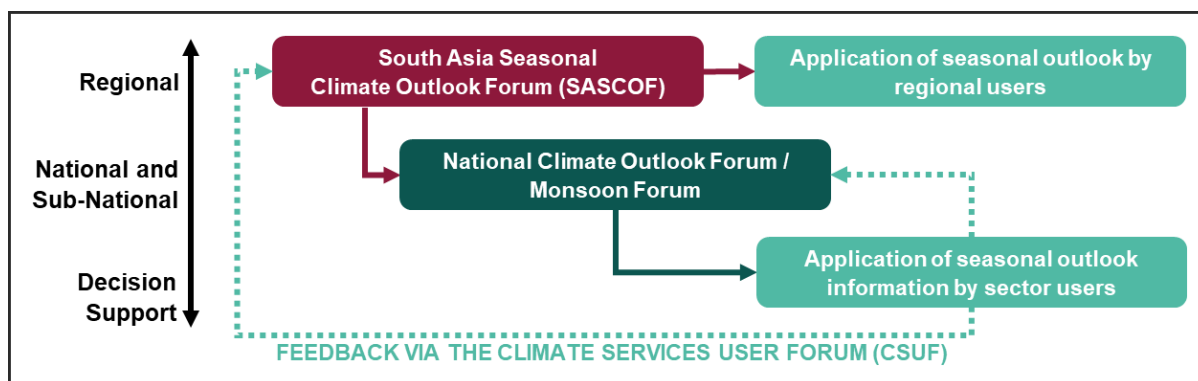 Regional
South Asia Seasonal
Climate Outlook Forum (SASCOF)
Application of seasonal outlook by
regional users
National and
Sub-National
National Climate Outlook Forum /
Monsoon Forum
Decision
Support
Application of seasonal outlook
information by sector users
FEEDBACK VIA THE CLIMATE SERVICES USER FORUM (CSUF)